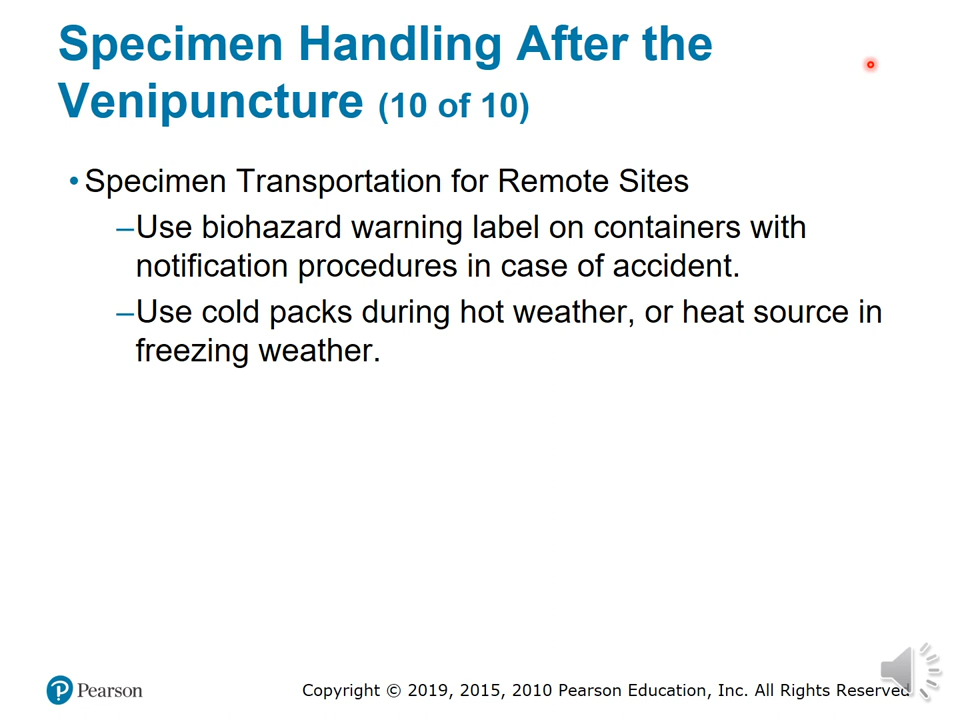 Specimen Handling After the
Venipuncture (10 of 10)
• Specimen Transportation for Remote Sites
–Use biohazard warning label on containers with
notification procedures in case of accident.
–Use cold packs during hot weather, or heat source in
freezing weather.
Pearson
Copyright © 2019, 2015, 2010 Pearson Education, Inc. All Rights Reserved